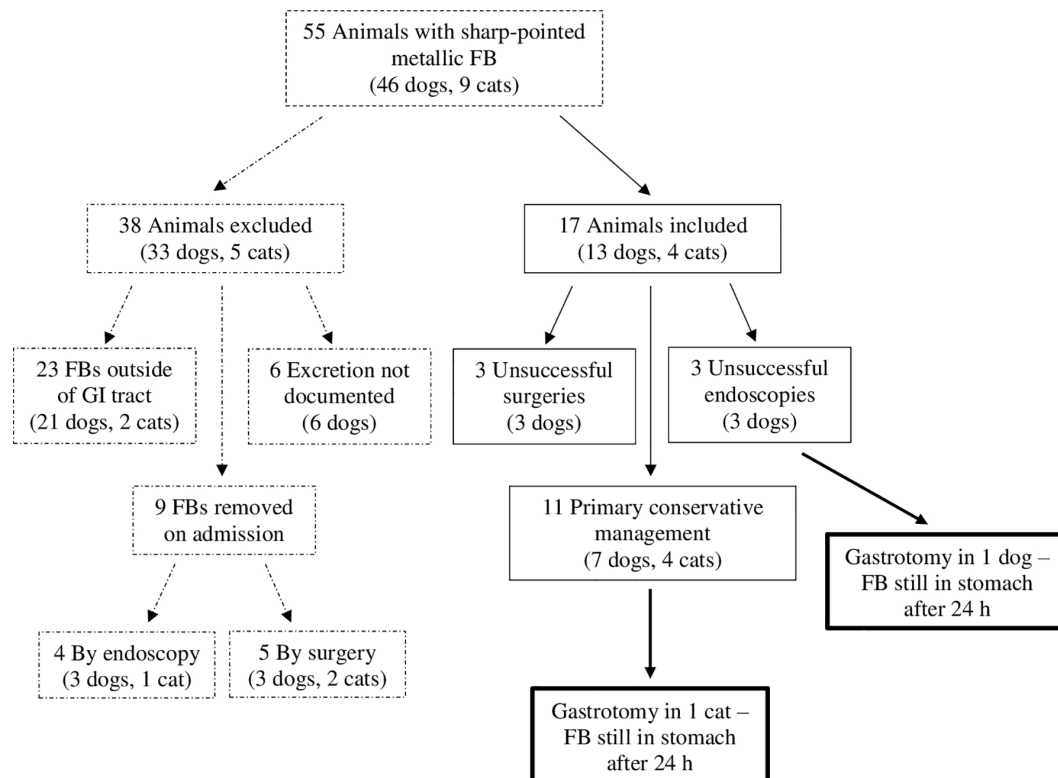 55 Animals with sharp-pointed
metallic FB
(46 dogs, 9 cats)
38 Animals excluded
(33 dogs, 5 cats)
17 Animals included
(13 dogs, 4 cats)
23 FBs outside
of GI tract
(21 dogs, 2 cats)
6 Excretion not
documented
(6 dogs)
3 Unsuccessful
surgeries
(3 dogs)
3 Unsuccessful
endoscopies
(3 dogs)
9 FBs removed
on admission
11 Primary conservative
management
(7 dogs, 4 cats)
Gastrotomy in 1 dog –
FB still in stomach
after 24 h
4 By endoscopy
(3 dogs, 1 cat)
5 By surgery
(3 dogs, 2 cats)
Gastrotomy in 1 cat –
FB still in stomach
after 24 h